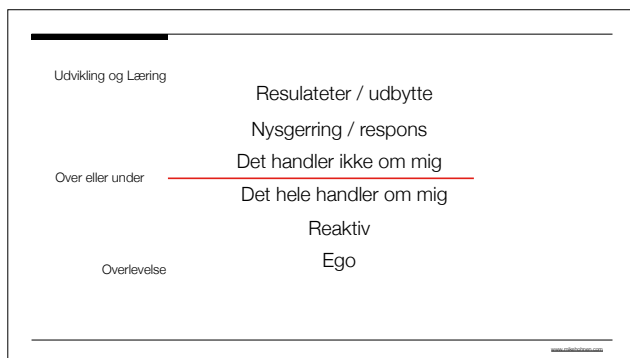 Udvikling og Læring
Resulateter / udbytte
Nysgerring / respons
Det handler ikke om mig
Over eller under
Det hele handler om mig
Reaktiv
Ego
Overlevelse